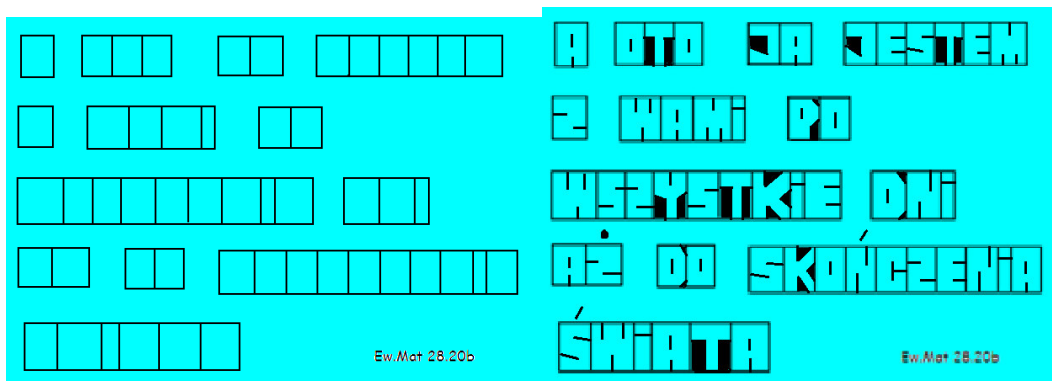 A OTO JA JESTEM
Z WAMi PO
WSZYSTKiE DNi
AŻ DO SKOŃCZENiA
ŚWiATA
Ew.Mat 28.20b
Ew.Mat 28.20b